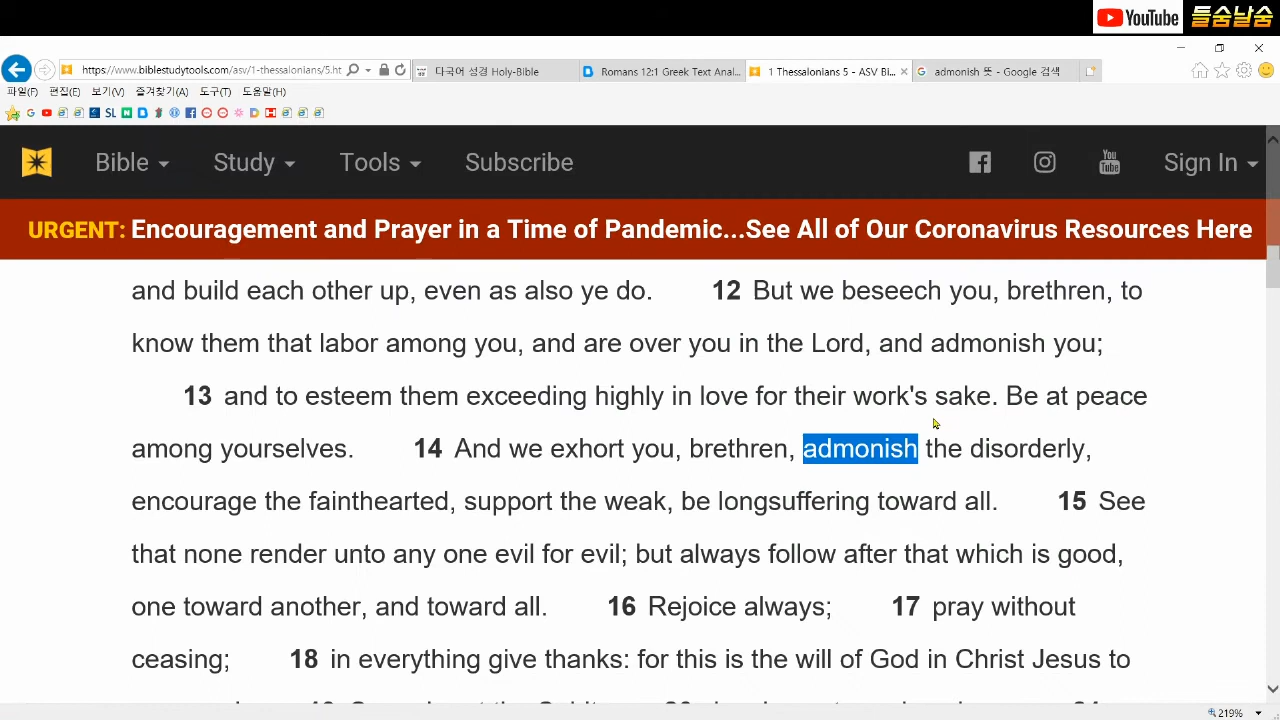 YouTube 들숨날숨
https://www.biblestudytools.com/asv/1-thessalonians/5.ht
다국어 성경 Holy-Bible
Romans 12:1 Greek Text Anal...
1 Thessalonians 5 - ASV Bi...
admonish 뜻 - Google 검색
파일(F) 편집(E) 보기(V) 즐겨찾기(A) 도구(T) 도움말(H)
Bible Study Tools Subscribe Sign In
URGENT: Encouragement and Prayer in a Time of Pandemic...See All of Our Coronavirus Resources Here
and build each other up, even as also ye do. 12 But we beseech you, brethren, to
know them that labor among you, and are over you in the Lord, and admonish you;
13 and to esteem them exceeding highly in love for their work's sake. Be at peace
among yourselves. 14 And we exhort you, brethren, admonish the disorderly,
encourage the fainthearted, support the weak, be longsuffering toward all. 15 See
that none render unto any one evil for evil; but always follow after that which is good,
one toward another, and toward all. 16 Rejoice always; 17 pray without
ceasing; 18 in everything give thanks: for this is the will of God in Christ Jesus to
219%